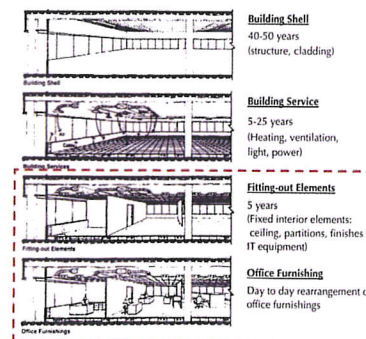 Building Shell
40-50 years
(structure, cladding)
Building Shell
Building Service
5-25 years
(Heating, ventilation,
light, power)
Building Services
Fitting-out Elements
5 years
(Fixed interior elements:
ceiling, partitions, finishes
IT equipment)
Fitting-out Elements
Office Furnishing
Day to day rearrangement o
office furnishings
Office Furnishings